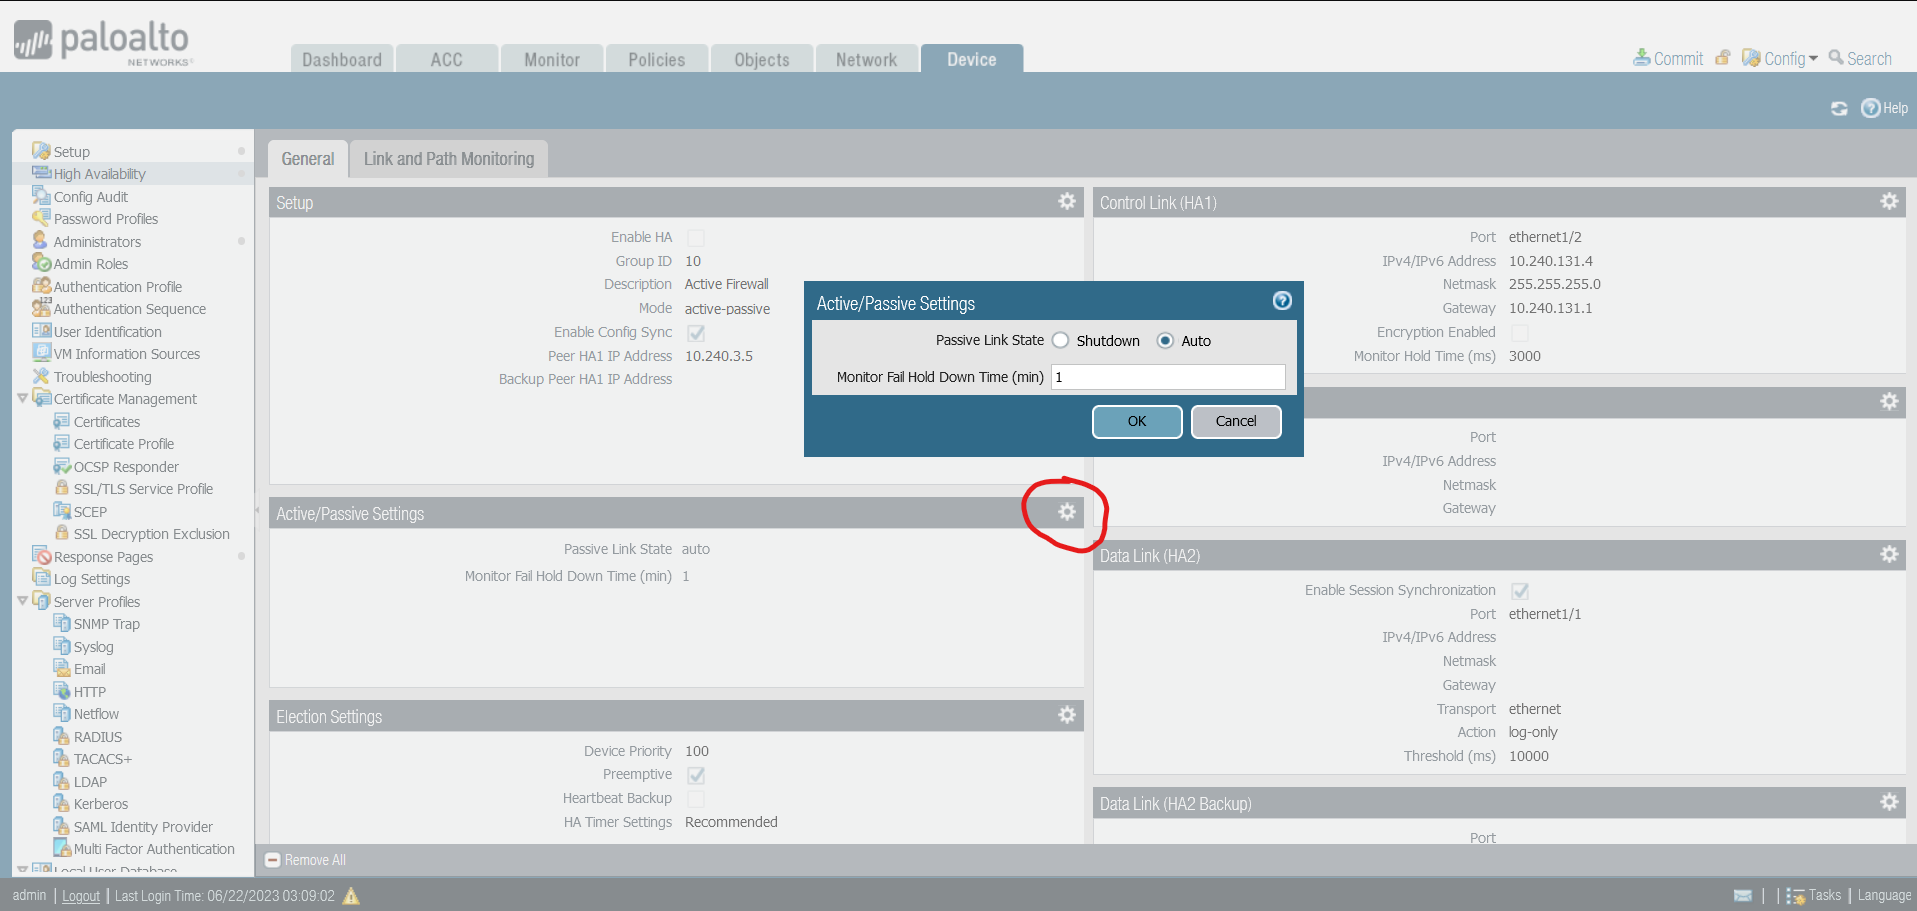 paloalto
NETWORKS
Dashboard
ACC
Monitor
Policies
Objects
Network
Device
Commit
Config
Search
Help
Setup
High Availability
Config Audit
Password Profiles
Administrators
Admin Roles
Authentication Profile
Authentication Sequence
User Identification
VM Information Sources
Troubleshooting
Certificate Management
Certificates
Certificate Profile
OCSP Responder
SSL/TLS Service Profile
SCEP
SSL Decryption Exclusion
Response Pages
Log Settings
Server Profiles
SNMP Trap
Syslog
Email
HTTP
Netflow
RADIUS
TACACS+
LDAP
Kerberos
SAML Identity Provider
Multi Factor Authentication
Local User Database
General
Link and Path Monitoring
Setup
Enable HA
Group ID 10
Description Active Firewall
Mode active-passive
Enable Config Sync
Peer HA1 IP Address 10.240.3.5
Backup Peer HA1 IP Address
Active/Passive Settings
Passive Link State auto
Monitor Fail Hold Down Time (min) 1
Election Settings
Device Priority 100
Preemptive
Heartbeat Backup
HA Timer Settings Recommended
Active/Passive Settings
Passive Link State Shutdown Auto
Monitor Fail Hold Down Time (min) 1
OK
Cancel
Control Link (HA1)
Port ethernet1/2
IPv4/IPv6 Address 10.240.131.4
Netmask 255.255.255.0
Gateway 10.240.131.1
Encryption Enabled
Monitor Hold Time (ms) 3000
Port
IPv4/IPv6 Address
Netmask
Gateway
Data Link (HA2)
Enable Session Synchronization
Port ethernet1/1
IPv4/IPv6 Address
Netmask
Gateway
Transport ethernet
Action log-only
Threshold (ms) 10000
Data Link (HA2 Backup)
Port
Remove All
admin | Logout | Last Login Time: 06/22/2023 03:09:02
Tasks | Language